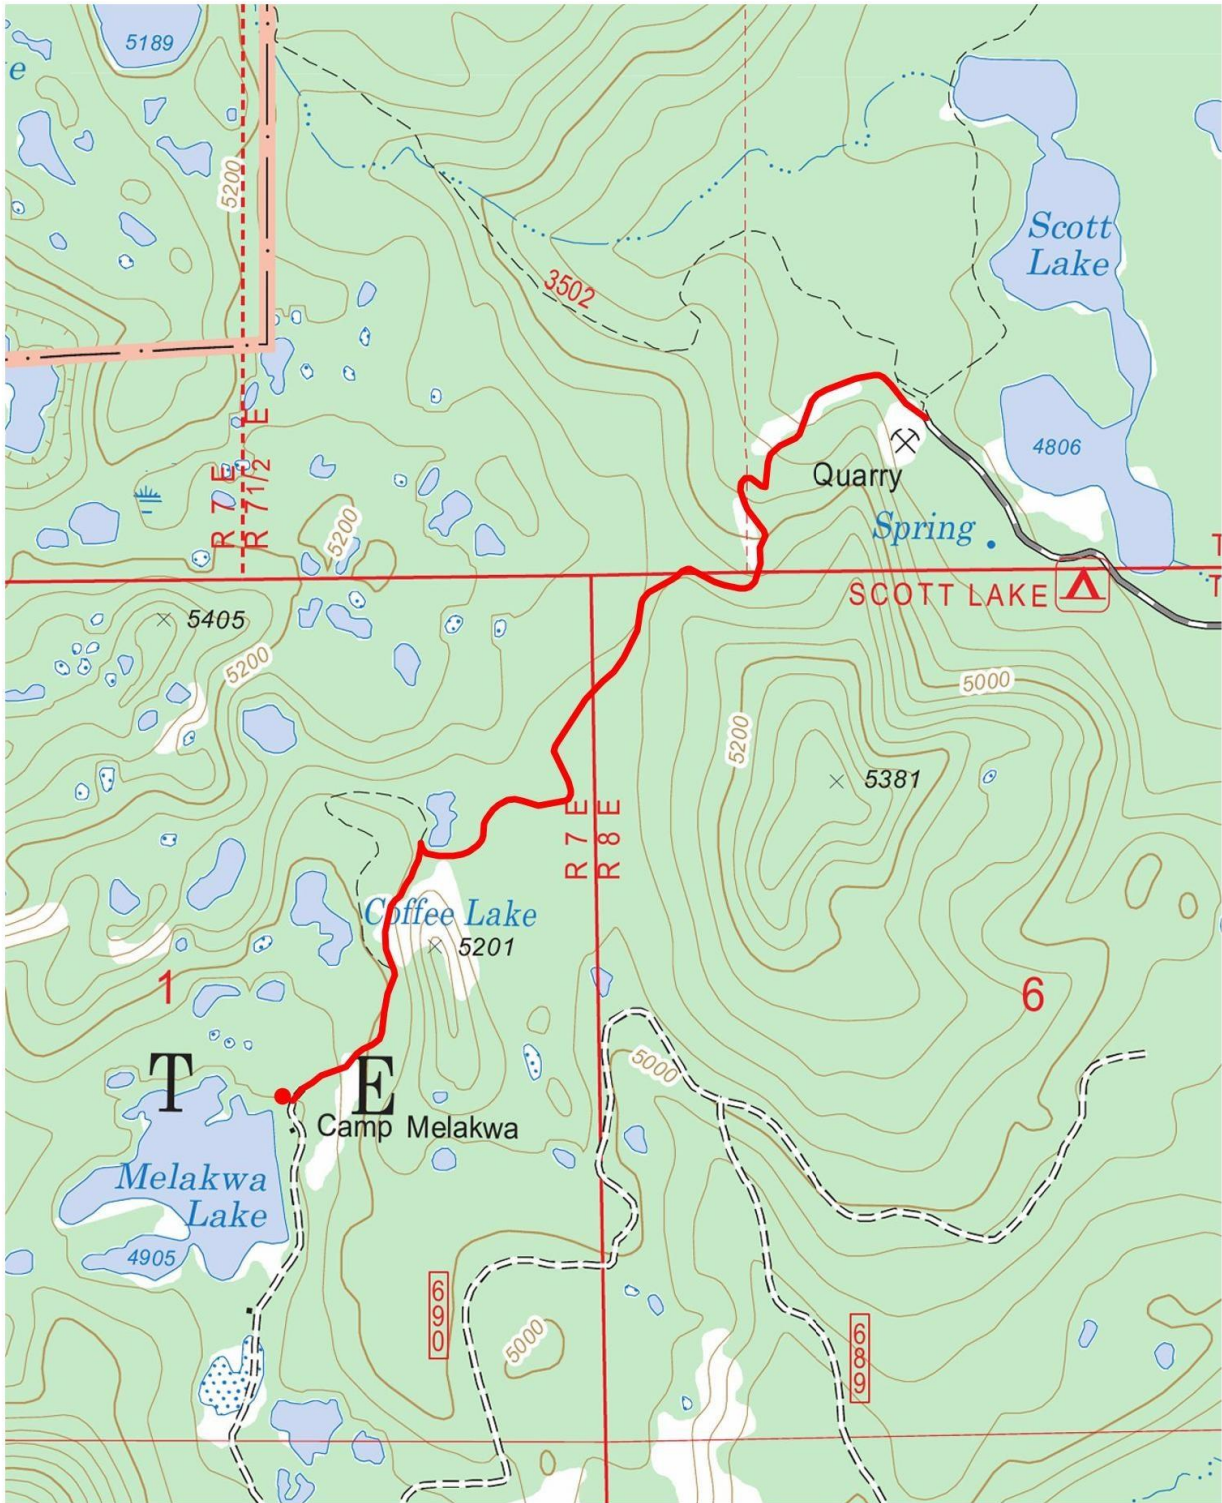 5189
e
5200
Scott
Lake
3502
R 7 E
R 7 1/2 E
4806
Quarry
Spring
5200
T
SCOTT LAKE
T
5405
5200
5000
5200
5381
R 7 E
R 8 E
Coffee Lake
5201
1
6
T
E
5000
Camp Melakwa
Melakwa
Lake
4905
690
5000
689